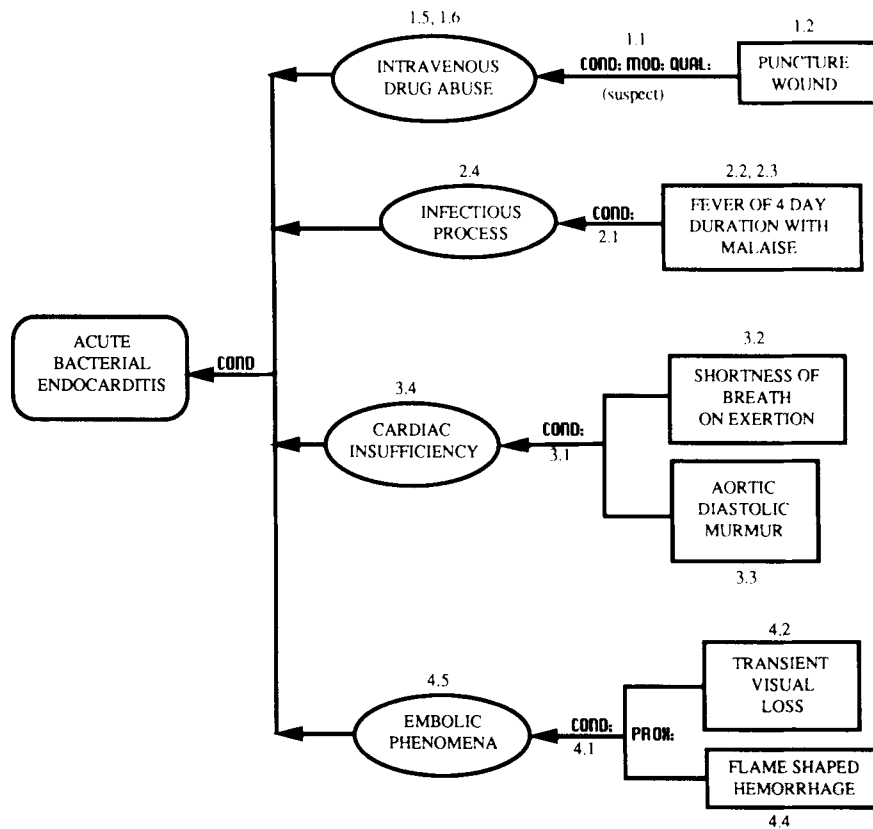 1.5, 1.6
1.1
1.2
INTRAVENOUS
DRUG ABUSE
COND: MOD: QUAL:
(suspect)
PUNCTURE
WOUND
2.4
2.2, 2.3
INFECTIOUS
PROCESS
COND:
2.1
FEVER OF 4 DAY
DURATION WITH
MALAISE
ACUTE
BACTERIAL
ENDOCARDITIS
COND
3.4
3.2
CARDIAC
INSUFFICIENCY
COND:
3.1
SHORTNESS OF
BREATH
ON EXERTION
AORTIC
DIASTOLIC
MURMUR
3.3
4.5
4.2
EMBOLIC
PHENOMENA
COND:
4.1
PROX:
TRANSIENT
VISUAL
LOSS
FLAME SHAPED
HEMORRHAGE
4.4